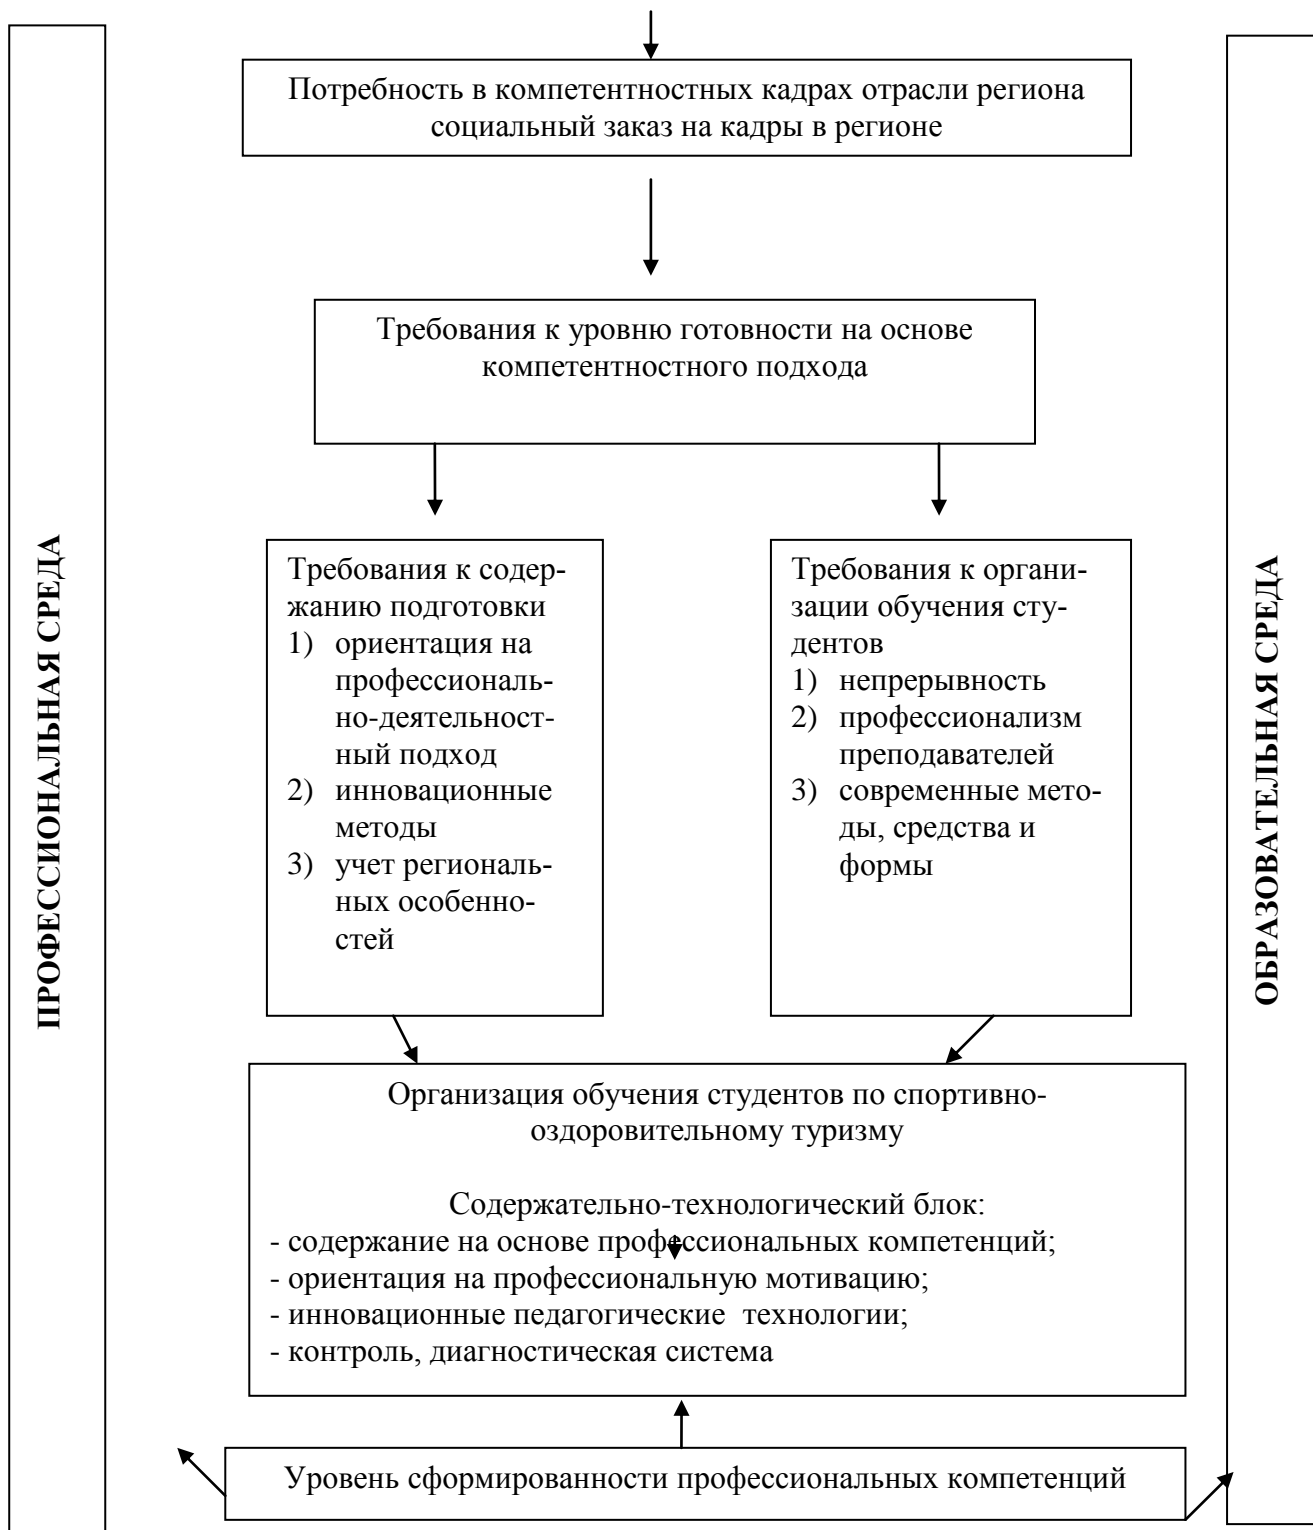 ПРОФЕССИОНАЛЬНАЯ СРЕДА
Потребность в компетентностных кадрах отрасли региона
социальный заказ на кадры в регионе
Требования к уровню готовности на основе
компетентностного подхода
Требования к содер-
жанию подготовки
1) ориентация на
профессиональ-
но-деятельност-
ный подход
2) инновационные
методы
3) учет региональ-
ных особенно-
стей
Требования к органи-
зации обучения сту-
дентов
1) непрерывность
2) профессионализм
преподавателей
3) современные мето-
ды, средства и
формы
Организация обучения студентов по спортивно-
оздоровительному туризму
Содержательно-технологический блок:
- содержание на основе профессиональных компетенций;
- ориентация на профессиональную мотивацию;
- инновационные педагогические  технологии;
- контроль, диагностическая система
Уровень сформированности профессиональных компетенций
ОБРАЗОВАТЕЛЬНАЯ СРЕДА